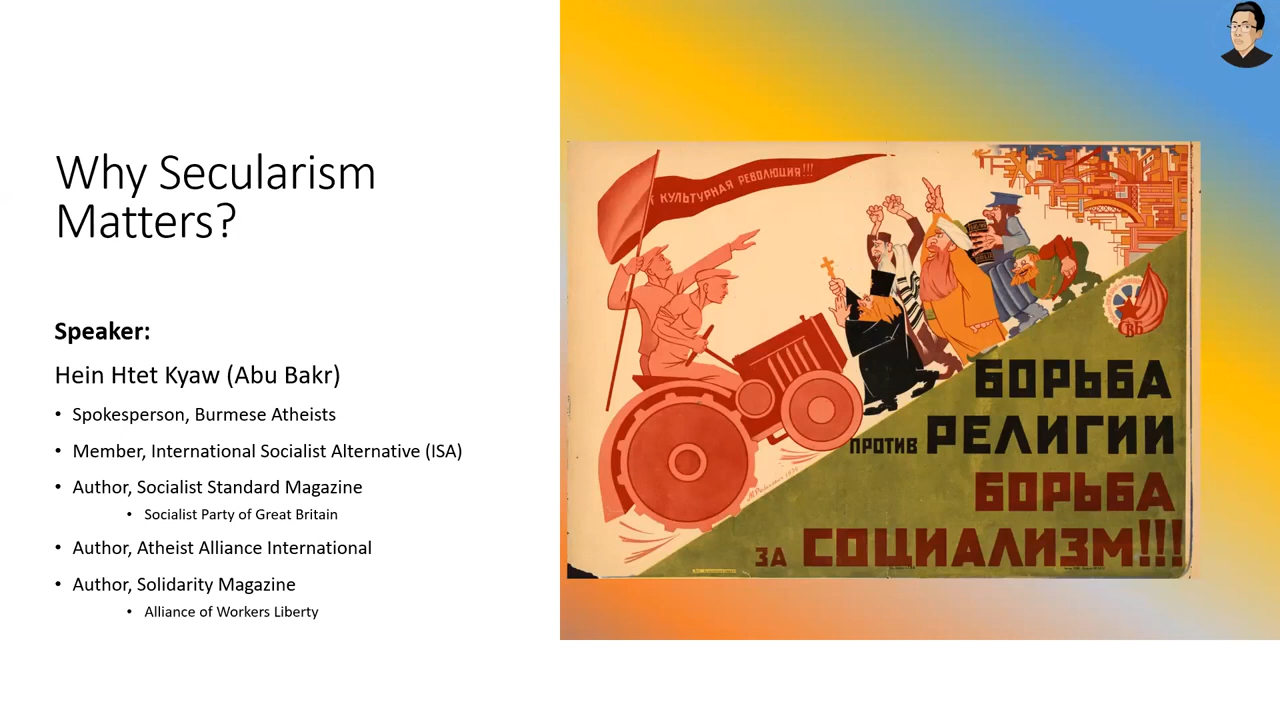 Why Secularism
Matters?
Speaker:
Hein Htet Kyaw (Abu Bakr)
• Spokesperson, Burmese Atheists
• Member, International Socialist Alternative (ISA)
• Author, Socialist Standard Magazine
• Socialist Party of Great Britain
• Author, Atheist Alliance International
• Author, Solidarity Magazine
• Alliance of Workers Liberty
КУЛЬТУРНАЯ РЕВОЛЮЦИЯ!!!
СВБ
БОРЬБА
ПРОТИВ РЕЛИГИИ
БОРЬБА
ЗА СОЦИАЛИЗМ!!!